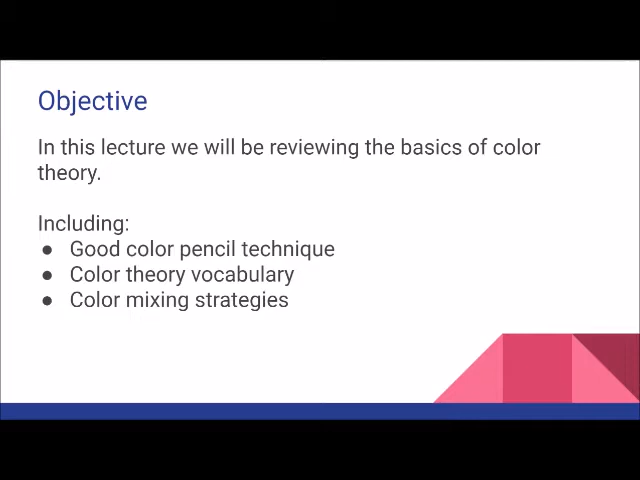 Objective
In this lecture we will be reviewing the basics of color
theory.
Including:
● Good color pencil technique
● Color theory vocabulary
● Color mixing strategies